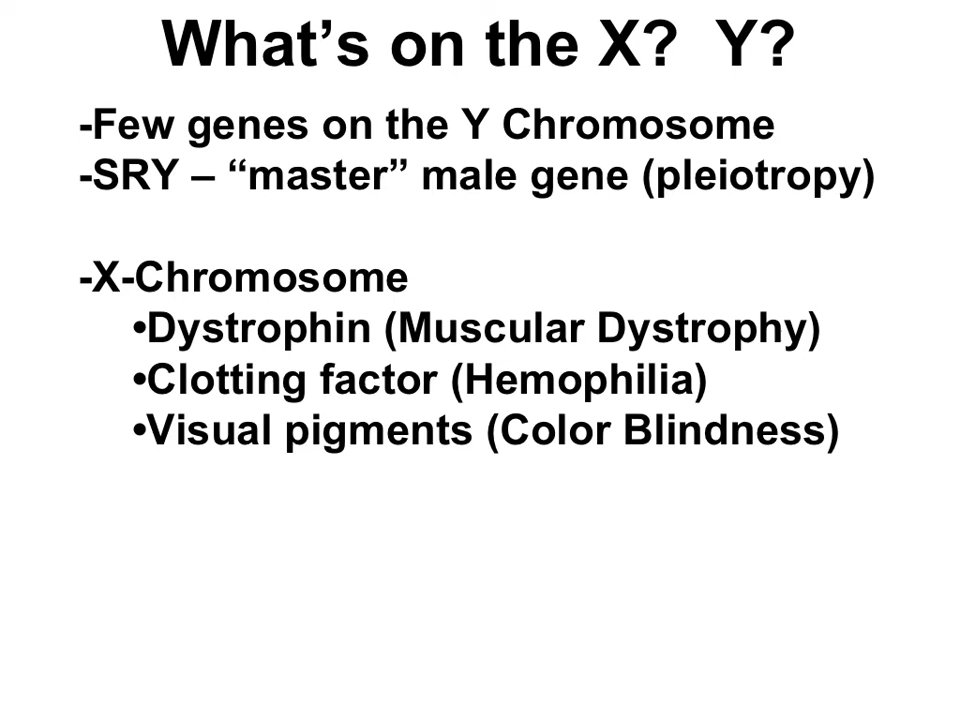 What’s on the X?  Y?
-Few genes on the Y Chromosome
-SRY – “master” male gene (pleiotropy)
-X-Chromosome
•Dystrophin (Muscular Dystrophy)
•Clotting factor (Hemophilia)
•Visual pigments (Color Blindness)